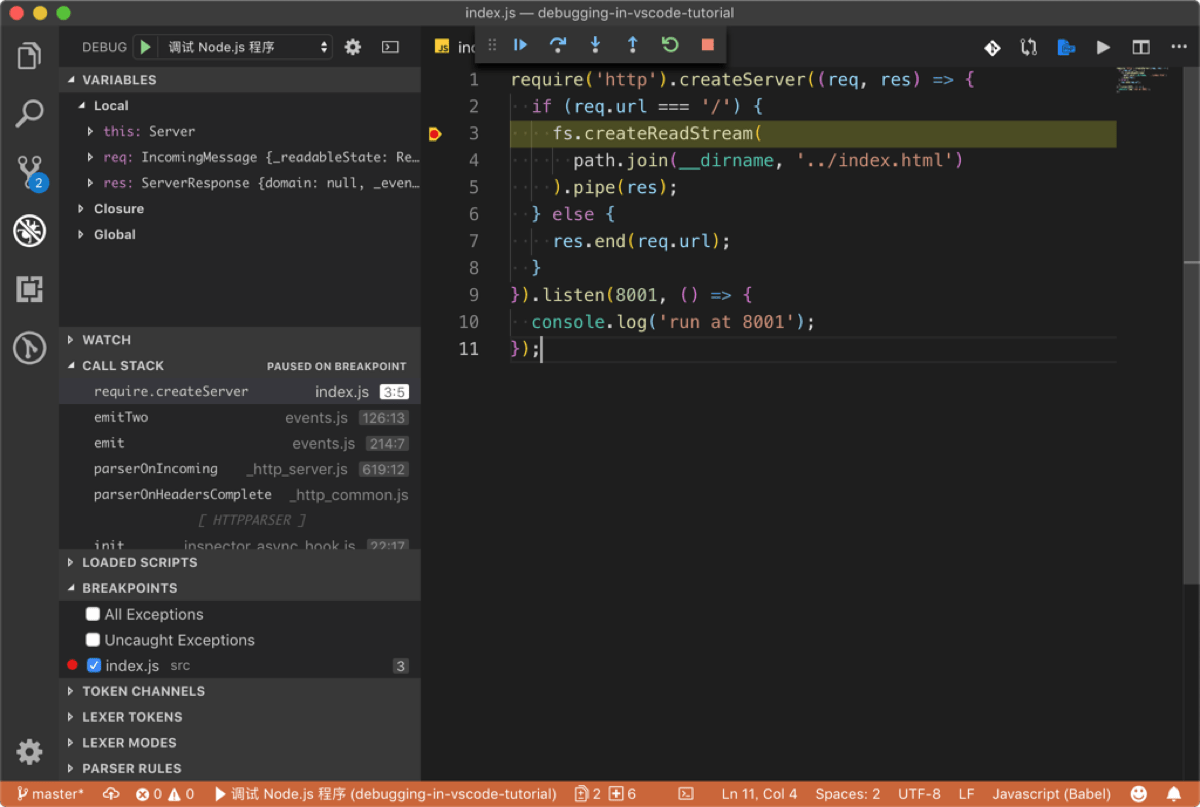 index.js — debugging-in-vscode-tutorial
DEBUG 调试 Node.js 程序
VARIABLES
Local
this: Server
req: IncomingMessage {_readableState: Re…
res: ServerResponse {domain: null, _even…
Closure
Global
WATCH
CALL STACK PAUSED ON BREAKPOINT
require.createServer index.js 3:5
emitTwo events.js 126:13
emit events.js 214:7
parserOnIncoming _http_server.js 619:12
parserOnHeadersComplete _http_common.js
[ HTTPPARSER ]
init inspector_async_hook.js 22:17
LOADED SCRIPTS
BREAKPOINTS
All Exceptions
Uncaught Exceptions
index.js src 3
TOKEN CHANNELS
LEXER TOKENS
LEXER MODES
PARSER RULES
2
JS
1 require('http').createServer((req, res) => {
2 if (req.url === '/') {
3 fs.createReadStream(
4 path.join(__dirname, '../index.html')
5 ).pipe(res);
6 } else {
7 res.end(req.url);
8 }
9 }).listen(8001, () => {
10 console.log('run at 8001');
11 });
master* 0 0 调试 Node.js 程序 (debugging-in-vscode-tutorial) 2 6 Ln 11, Col 4 Spaces: 2 UTF-8 LF Javascript (Babel)